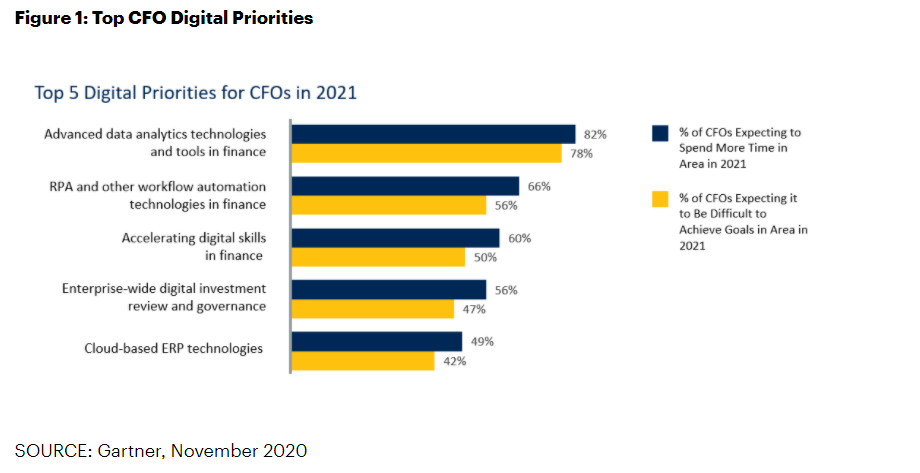 Figure 1: Top CFO Digital Priorities
Top 5 Digital Priorities for CFOs in 2021
Advanced data analytics technologies
and tools in finance
82%
78%
RPA and other workflow automation
technologies in finance
66%
56%
Accelerating digital skills
in finance
60%
50%
Enterprise-wide digital investment
review and governance
56%
47%
Cloud-based ERP technologies
49%
42%
% of CFOs Expecting to
Spend More Time in
Area in 2021
% of CFOs Expecting it
to Be Difficult to
Achieve Goals in Area in
2021
SOURCE: Gartner, November 2020